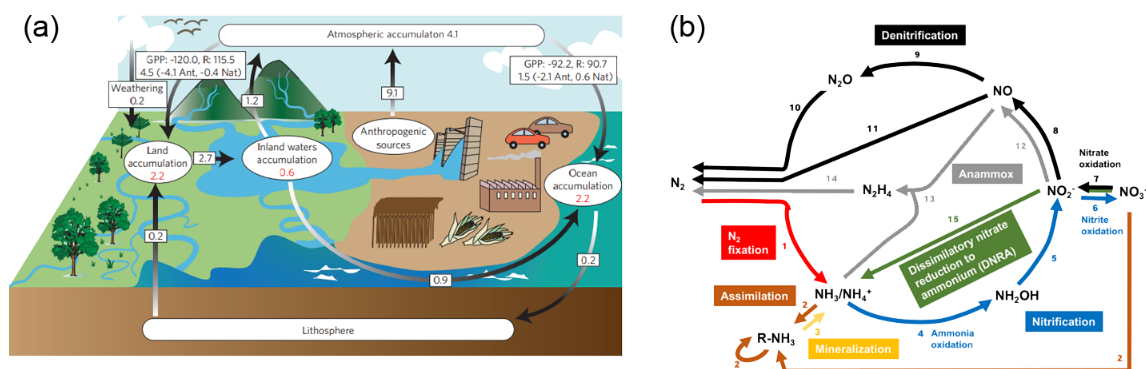 (a)
Atmospheric accumulaton 4.1
GPP: -120.0, R: 115.5
4.5 (-4.1 Ant, -0.4 Nat)
GPP: -92.2, R: 90.7
1.5 (-2.1 Ant, 0.6 Nat)
Weathering
0.2
1.2
9.1
Anthropogenic
sources
Land
accumulation
2.2
2.7
Inland waters
accumulation
0.6
Ocean
accumulation
2.2
0.2
0.2
0.9
Lithosphere
(b)
Denitrification
9
N2O
NO
10
11
8
12
Nitrate
oxidation
7
Anammox
14
N2
N2H4
13
NO2-
NO3-
6
Nitrite
oxidation
15
N2
fixation
1
Dissimilatory nitrate
reduction to
ammonium (DNRA)
5
Assimilation
2
NH3/NH4+
NH2OH
3
4
Ammonia
oxidation
Nitrification
R-NH3
Mineralization
2
2